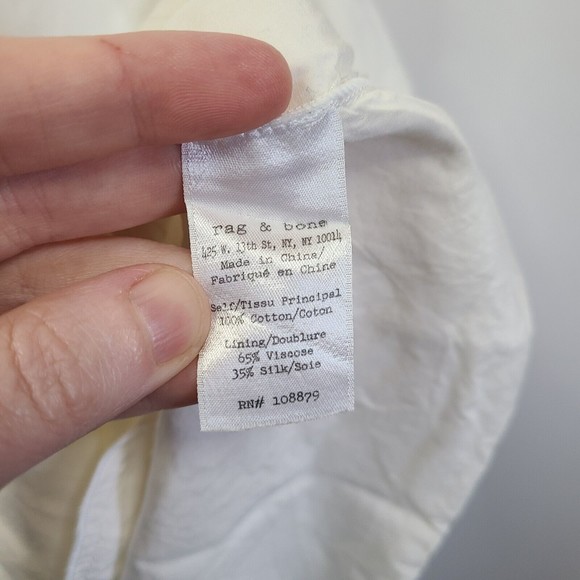 rag & bone
425 W. 13th St, NY, NY 10014
Made in China/
Fabriqué en Chine
Self/Tissu Principal
100% Cotton/Coton
Lining/Doublure
65% Viscose
35% Silk/Soie
RN# 108879